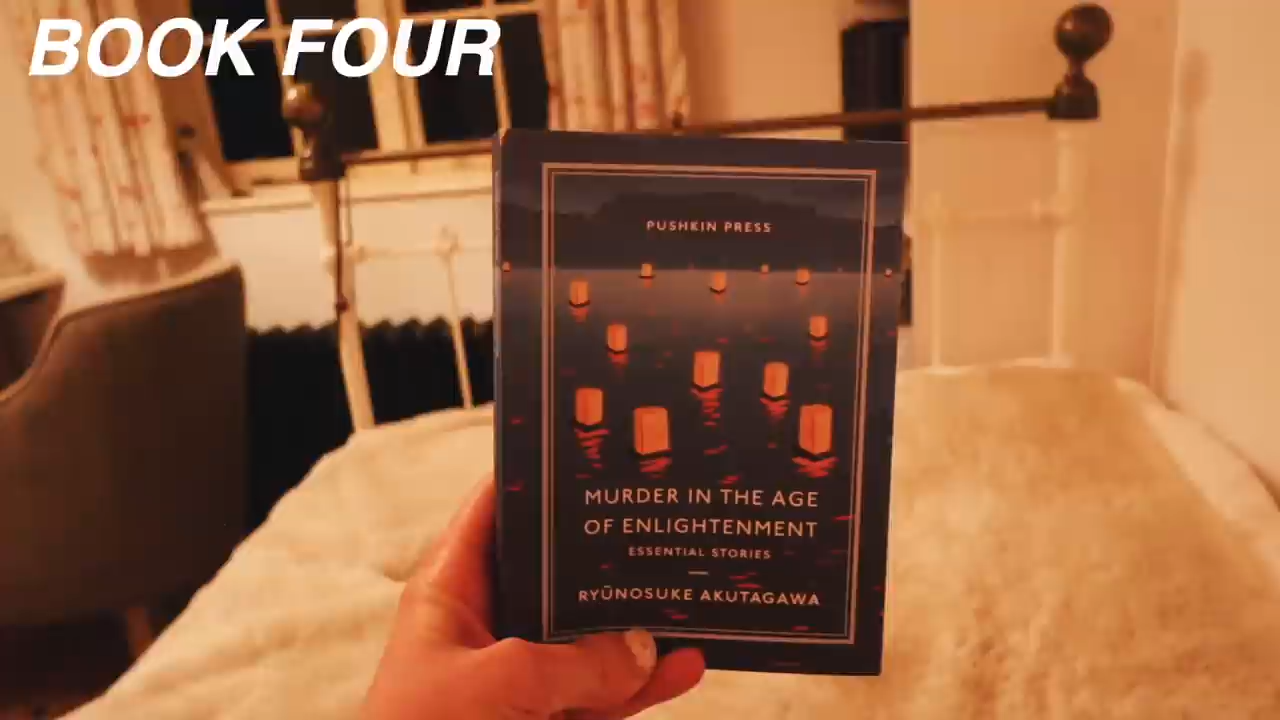 BOOK FOUR
PUSHKIN PRESS
MURDER IN THE AGE
OF ENLIGHTENMENT
ESSENTIAL STORIES
RYŪNOSUKE AKUTAGAWA